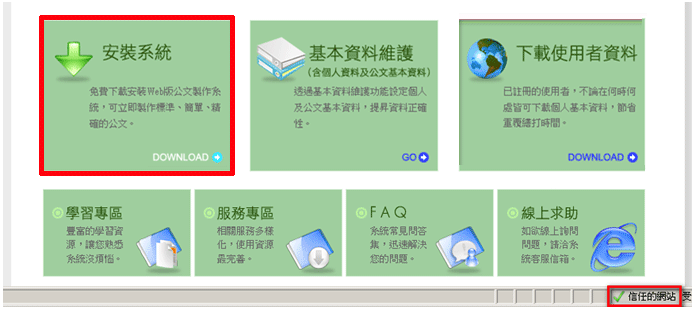 安裝系統
免費下載安裝Web版公文製作系
統，可立即製作標準、簡單、精
確的公文。
DOWNLOAD
基本資料維護
(含個人資料及公文基本資料)
透過基本資料維護功能設定個人
及公文基本資料，提昇資料正確
性。
GO
下載使用者資料
已註冊的使用者，不論在何時何
處皆可下載個人基本資料，節省
重覆繕打時間。
DOWNLOAD
學習專區
豐富的學習資
源，讓您熟悉
系統沒煩惱。
服務專區
相關服務多樣
化，使用資源
最完善。
FAQ
系統常見問答
集，迅速解決
您的問題。
線上求助
如欲線上詢問
問題，請洽系
統客服信箱。
信任的網站 受